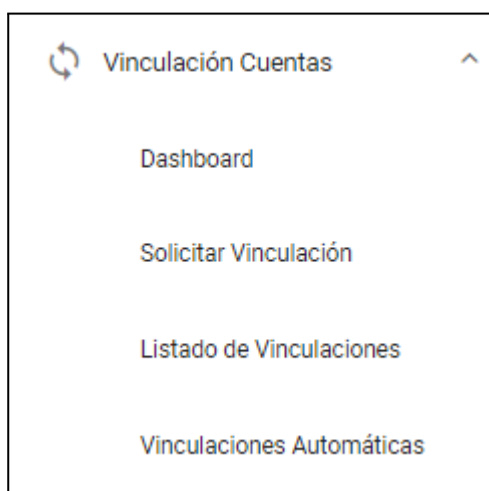 Vinculación Cuentas
Dashboard
Solicitar Vinculación
Listado de Vinculaciones
Vinculaciones Automáticas